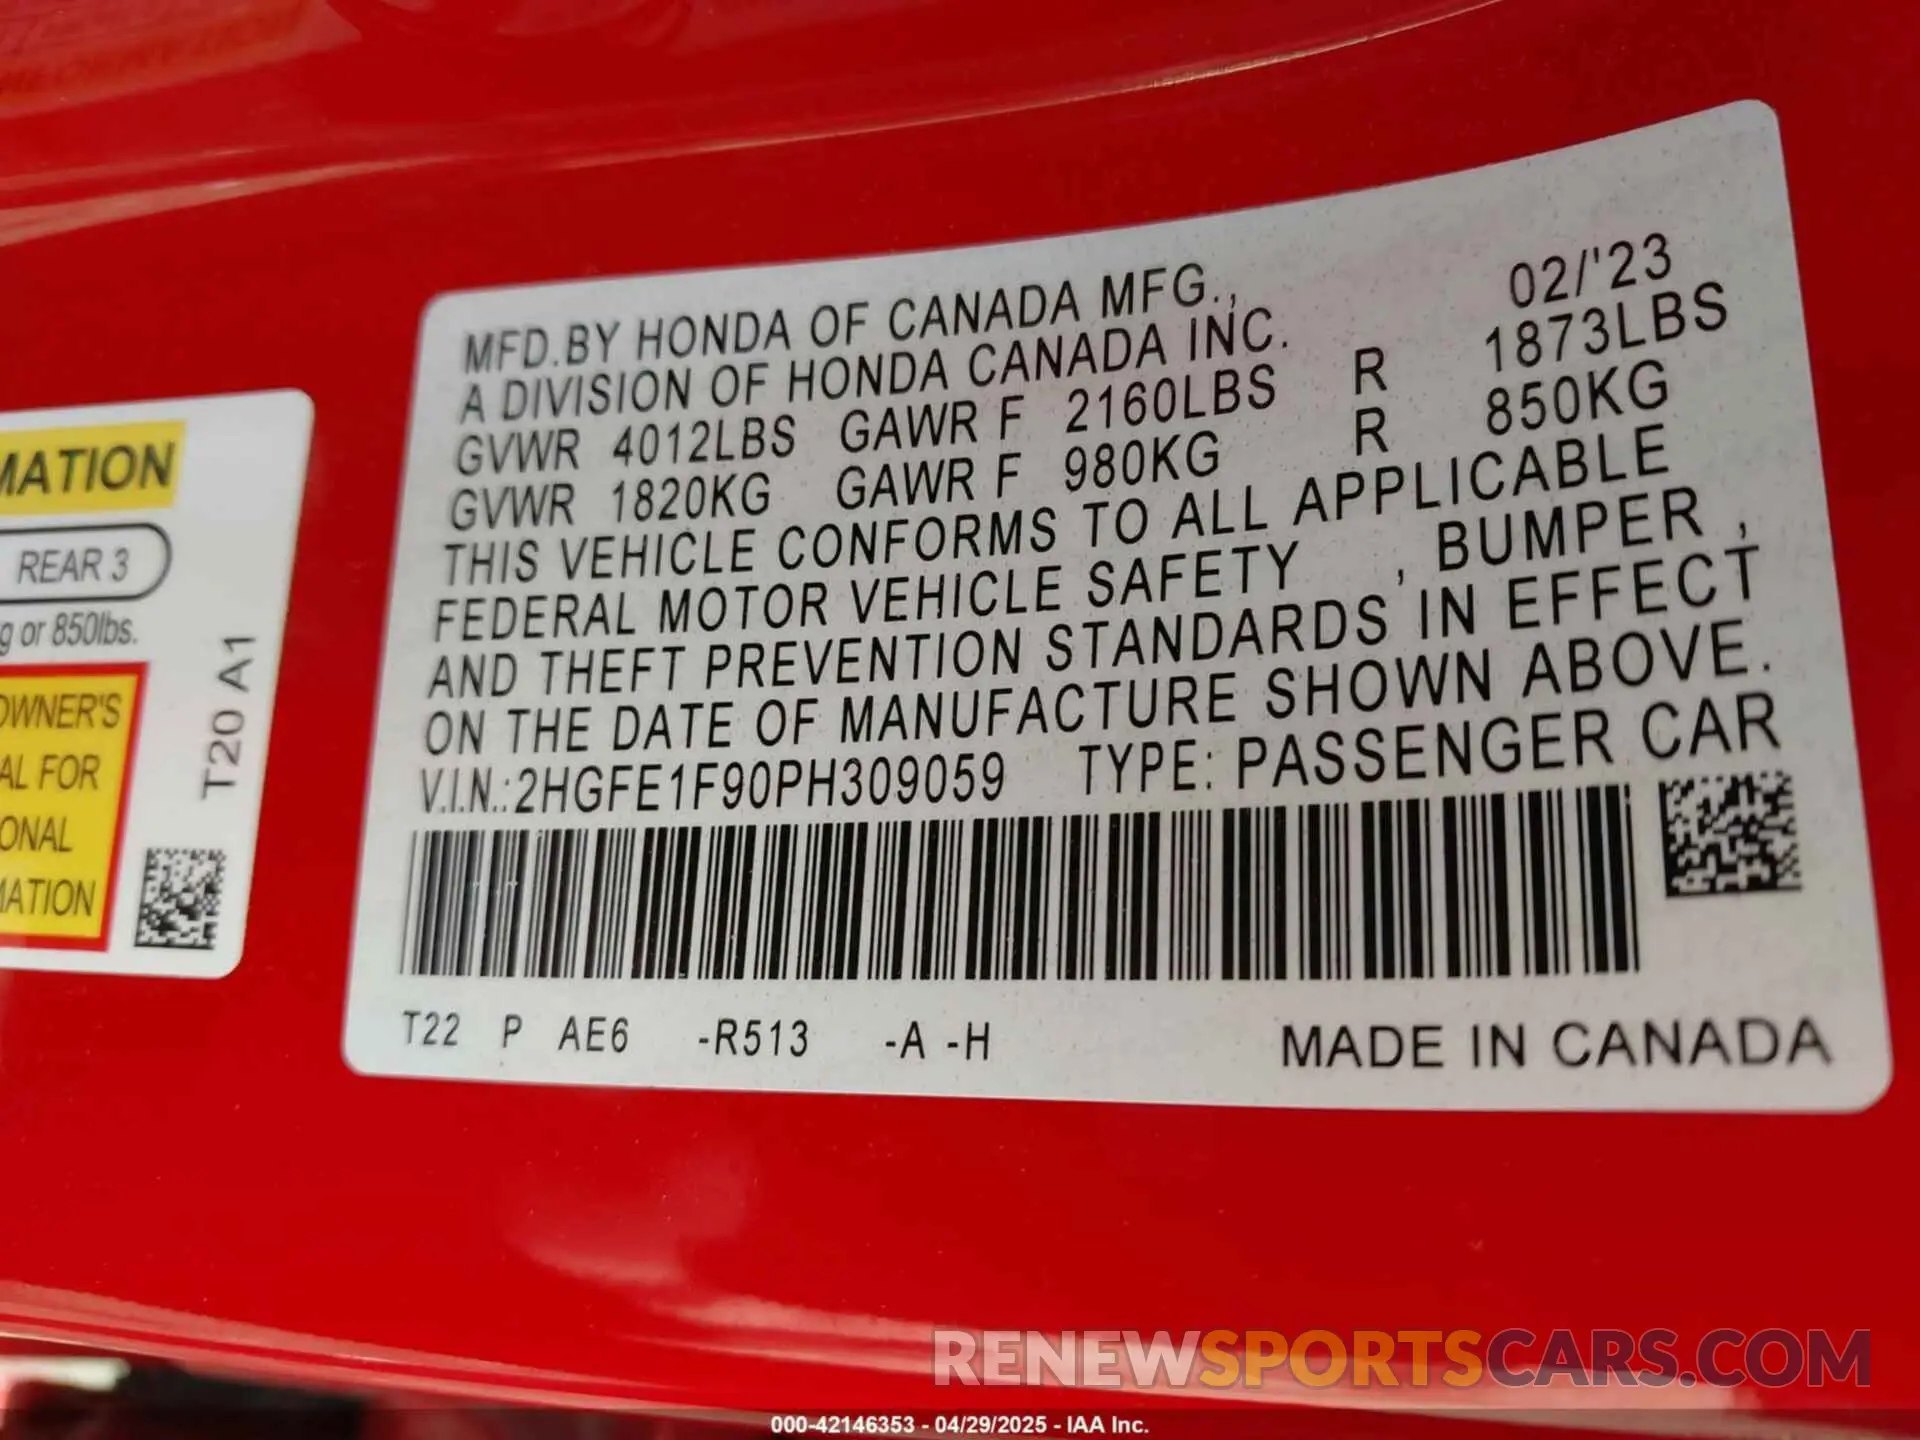 MATION
REAR 3
g or 850lbs.
OWNER'S
AL FOR
ONAL
MATION
T20 A1
MFD.BY HONDA OF CANADA MFG., 02/'23
A DIVISION OF HONDA CANADA INC.
GVWR 4012LBS GAWR F 2160LBS R 1873LBS
GVWR 1820KG GAWR F 980KG R 850KG
THIS VEHICLE CONFORMS TO ALL APPLICABLE
FEDERAL MOTOR VEHICLE SAFETY , BUMPER ,
AND THEFT PREVENTION STANDARDS IN EFFECT
ON THE DATE OF MANUFACTURE SHOWN ABOVE.
V.I.N.:2HGFE1F90PH309059 TYPE: PASSENGER CAR
T22 P AE6 -R513 -A -H MADE IN CANADA
RENEWSPORTSCARS.COM
000-42146353 - 04/29/2025 - IAA Inc.